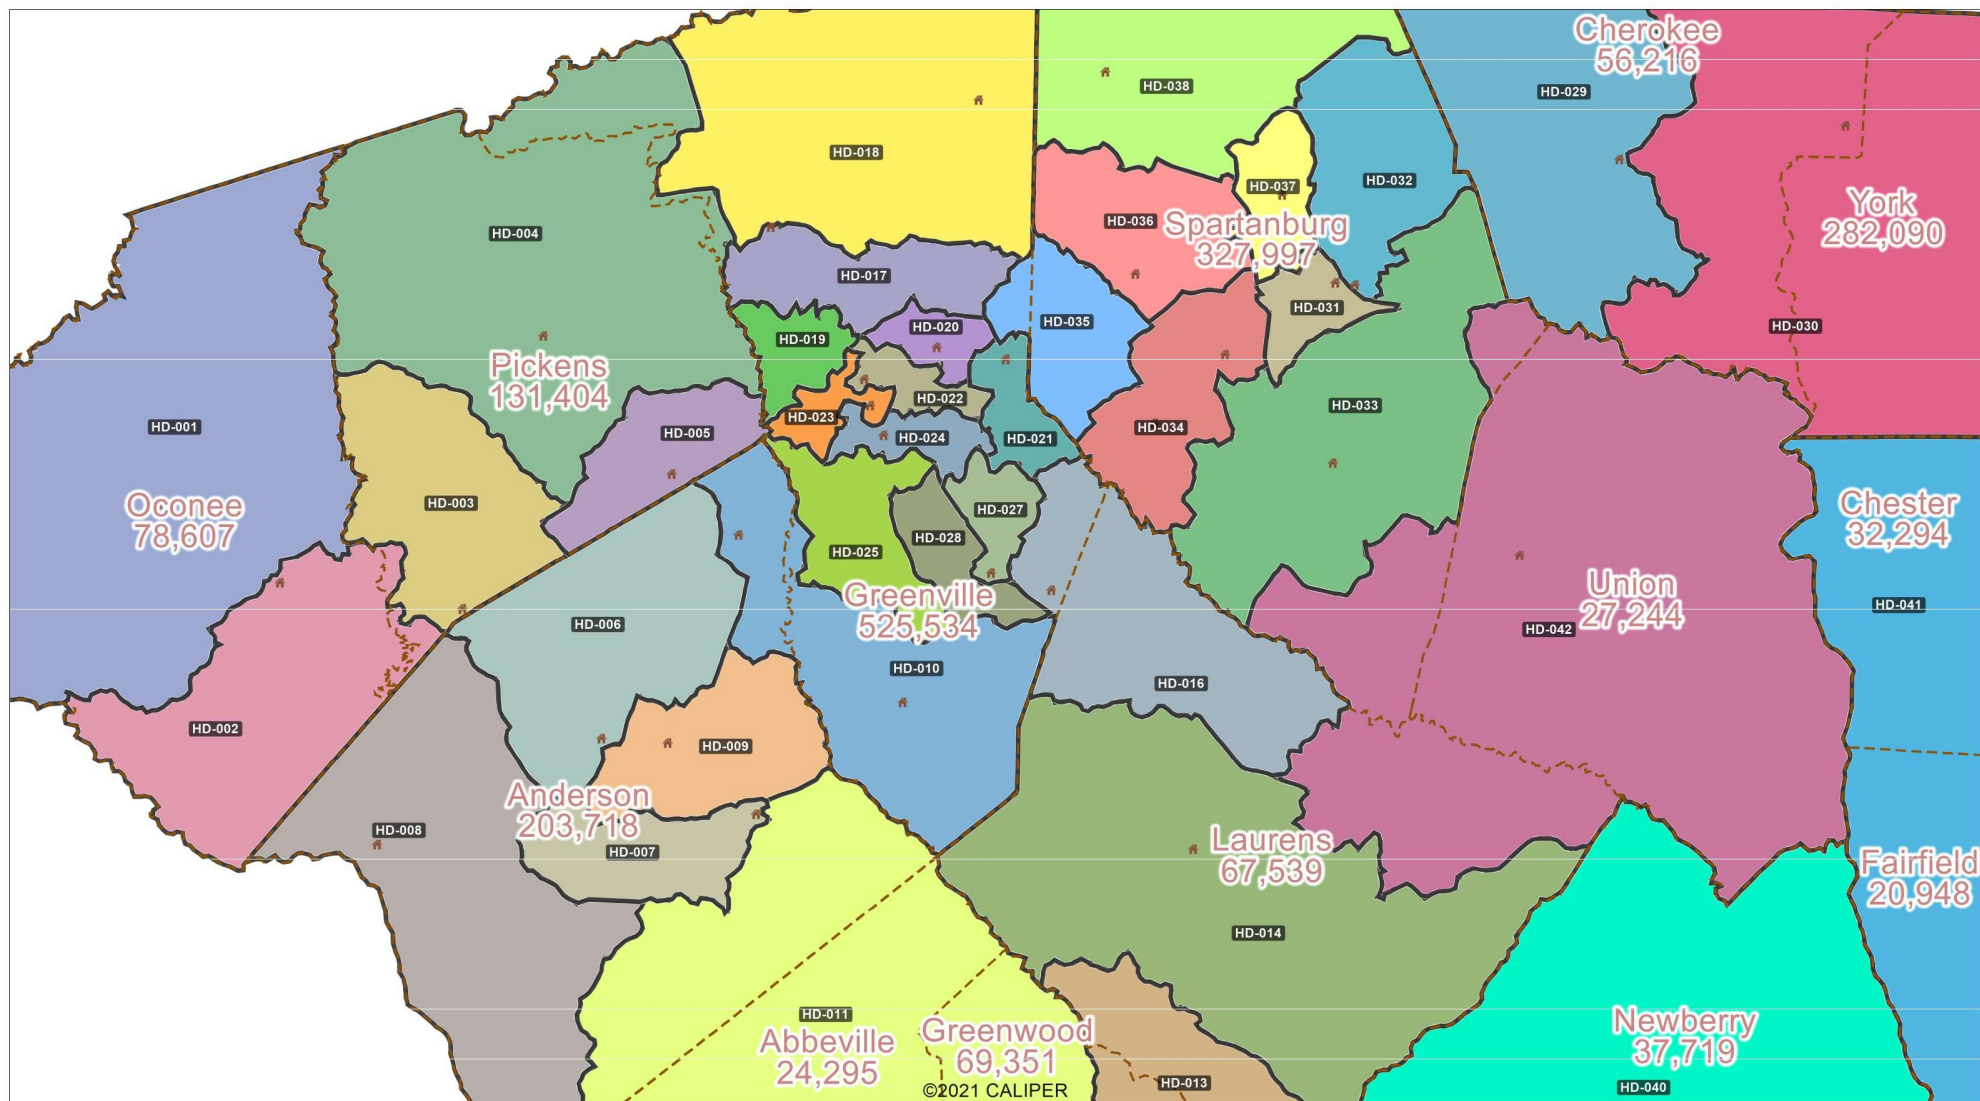 Cherokee
56,216
HD-038
HD-029
HD-018
HD-032
HD-037
HD-036
York
282,090
Spartanburg
327,997
HD-004
HD-017
HD-031
HD-035
HD-020
HD-030
HD-019
Pickens
131,404
HD-022
HD-033
HD-023
HD-001
HD-005
HD-024
HD-021
HD-034
Oconee
78,607
HD-003
HD-027
Chester
32,294
HD-028
HD-025
Greenville
525,534
Union
27,244
HD-041
HD-006
HD-042
HD-010
HD-016
HD-002
HD-009
Anderson
203,718
HD-008
HD-007
Laurens
67,539
Fairfield
20,948
HD-014
HD-011
Abbeville
24,295
Greenwood
69,351
Newberry
37,719
HD-013
HD-040
©2021 CALIPER